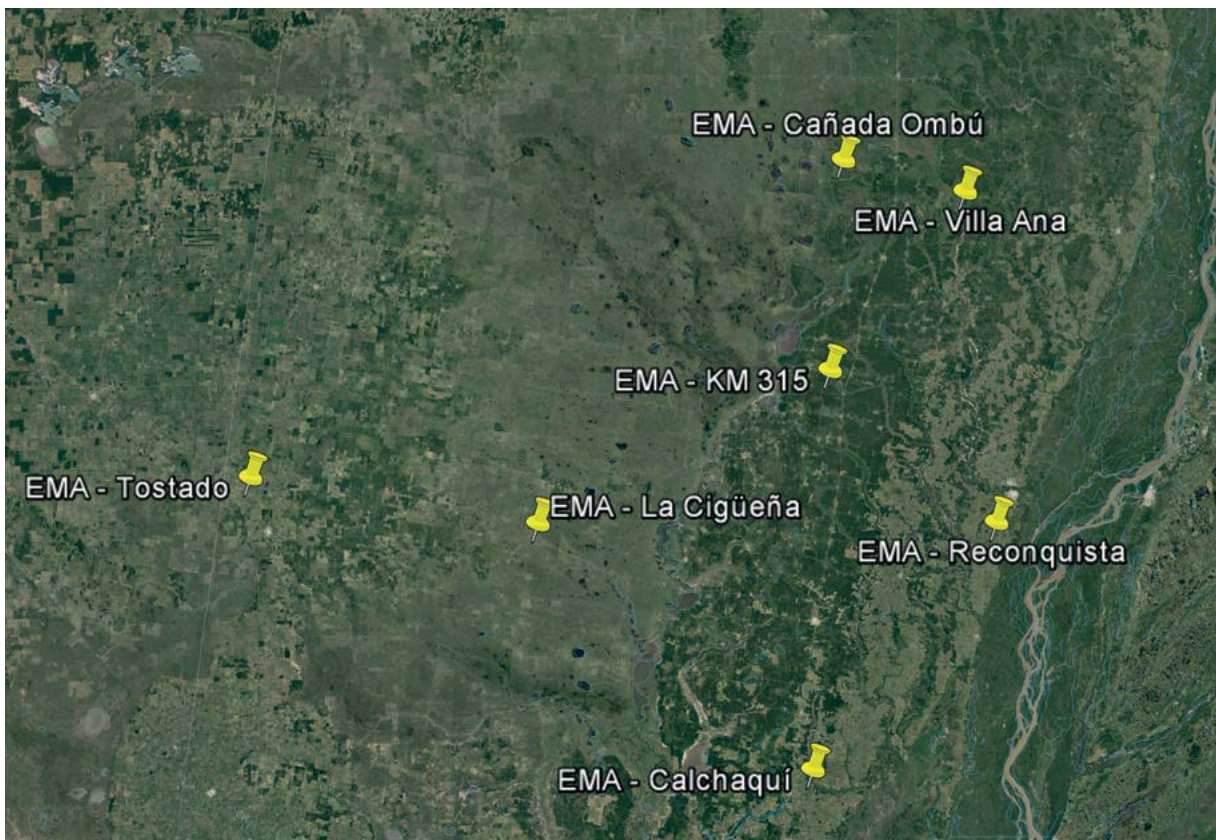 EMA - Cañada Ombú
EMA - Villa Ana
EMA - KM 315
EMA - Tostado
EMA - La Cigüeña
EMA - Reconquista
EMA - Calchaquí